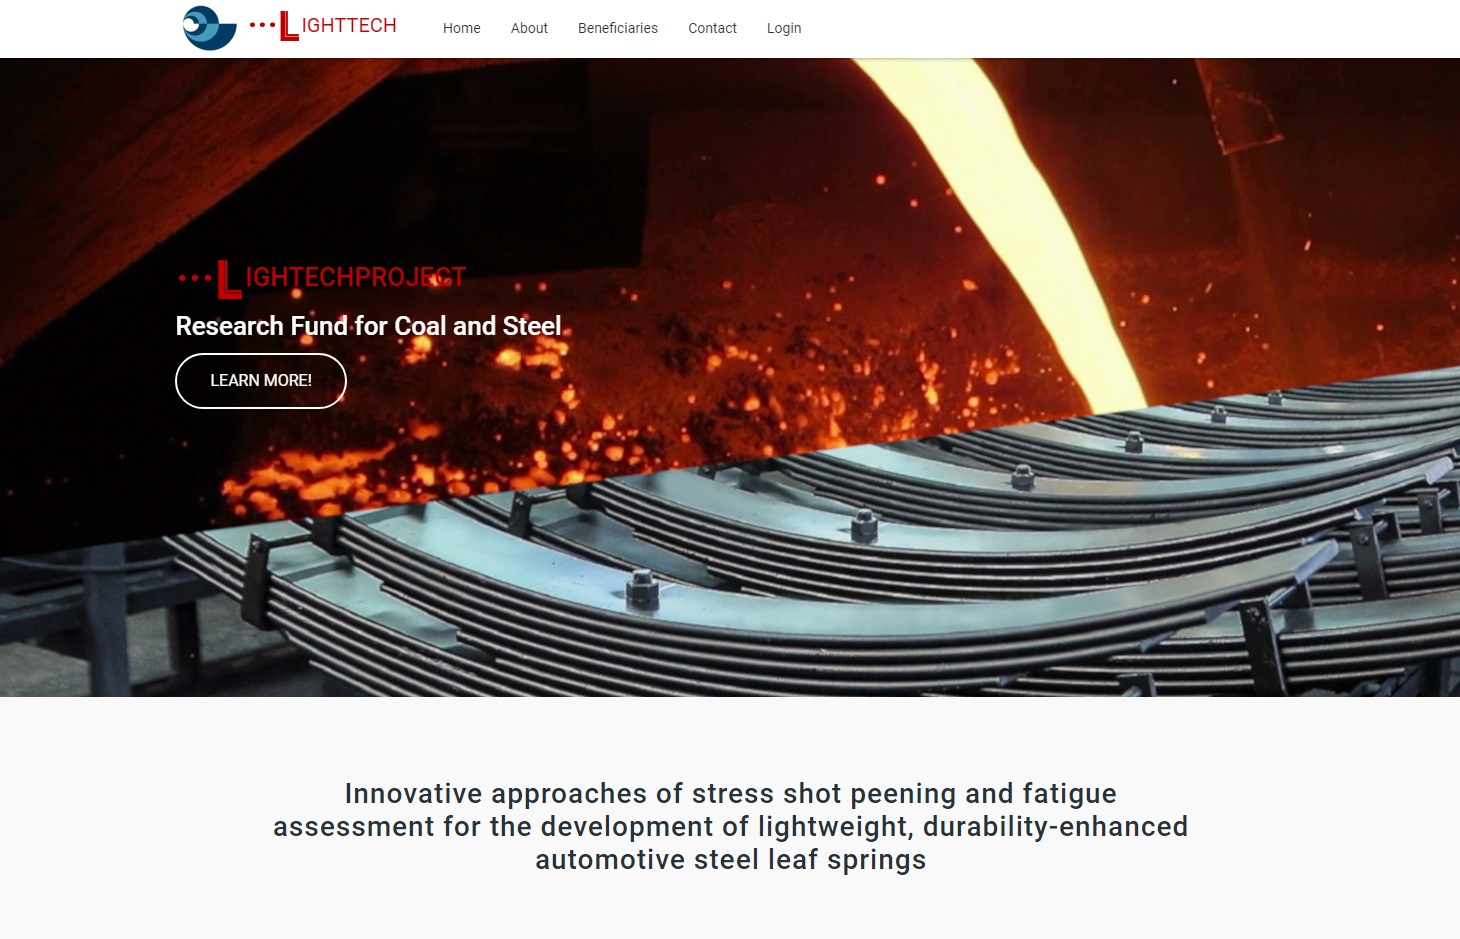 LIGHTTECH
Home
About
Beneficiaries
Contact
Login
LIGHTECHPROJECT
Research Fund for Coal and Steel
LEARN MORE!
Innovative approaches of stress shot peening and fatigue
assessment for the development of lightweight, durability-enhanced
automotive steel leaf springs